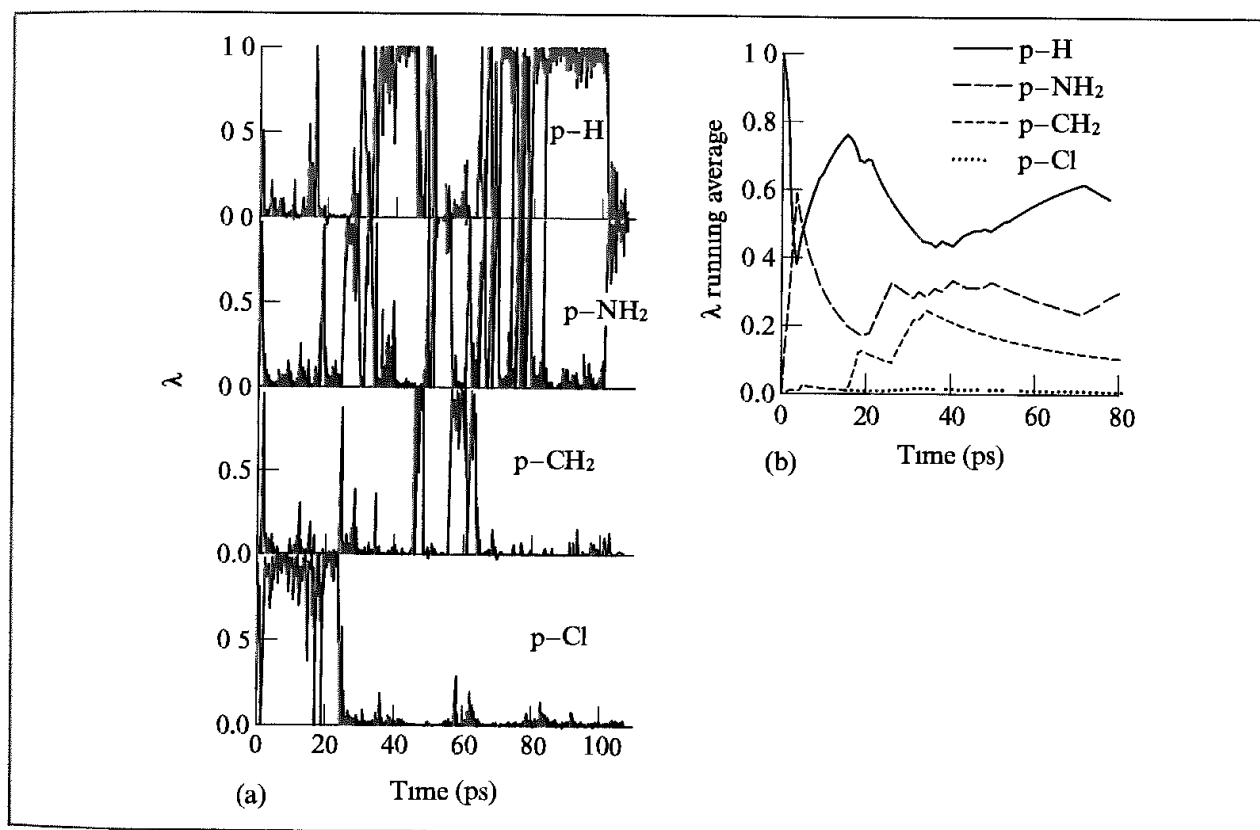 1 0
0 5
0 0
p–H
0.5
0 0
p–NH₂
λ
0.5
0.0
p–CH₂
0 5
0.0
p–Cl
0 20 40 60 80 100
(a) Time (ps)
p–H
p–NH₂
p–CH₂
p–Cl
1 0
0.8
0.6
0 4
0.2
0.0
λ running average
0 20 40 60 80
(b) Time (ps)